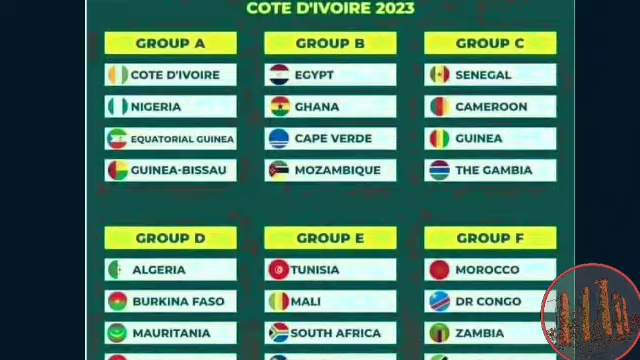 COTE D'IVOIRE 2023
GROUP A
COTE D'IVOIRE
NIGERIA
EQUATORIAL GUINEA
GUINEA-BISSAU
GROUP B
EGYPT
GHANA
CAPE VERDE
MOZAMBIQUE
GROUP C
SENEGAL
CAMEROON
GUINEA
THE GAMBIA
GROUP D
ALGERIA
BURKINA FASO
MAURITANIA
GROUP E
TUNISIA
MALI
SOUTH AFRICA
GROUP F
MOROCCO
DR CONGO
ZAMBIA